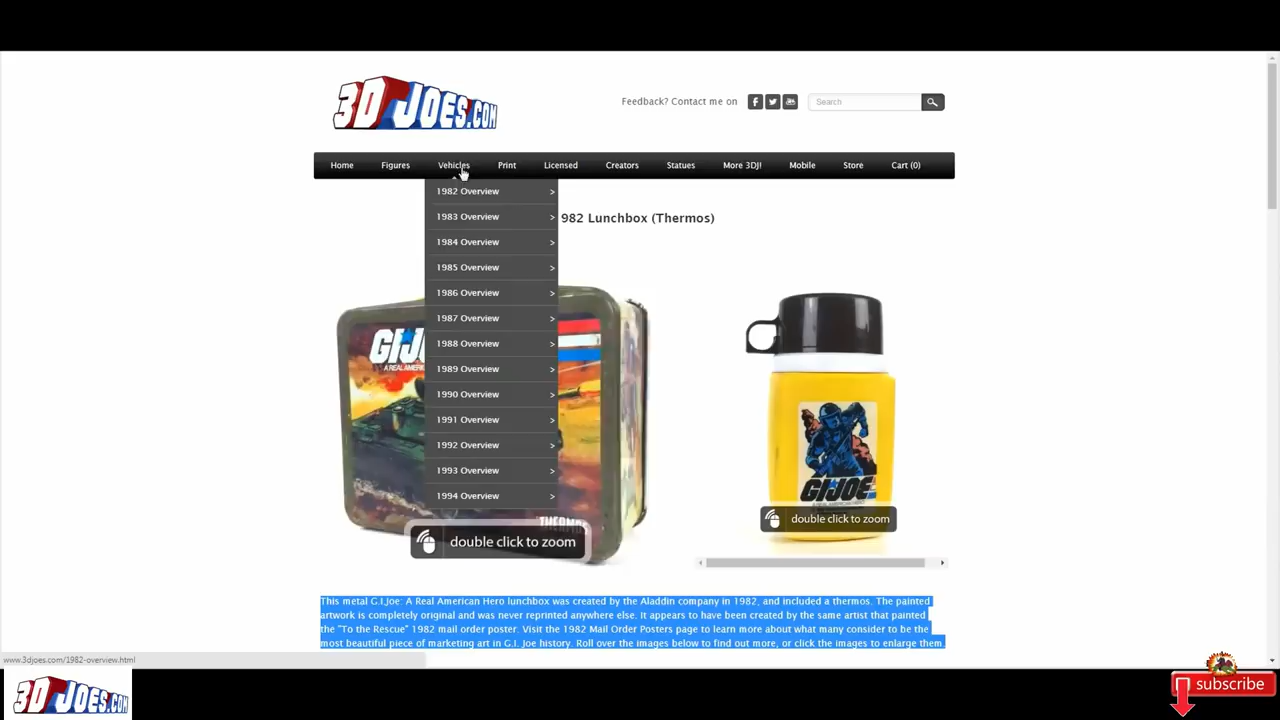 3D JOES.COM
Feedback? Contact me on
Search
Home Figures Vehicles Print Licensed Creators Statues More 3DJ! Mobile Store Cart (0)
1982 Overview >
1983 Overview >
1984 Overview >
1985 Overview >
1986 Overview >
1987 Overview >
1988 Overview >
1989 Overview >
1990 Overview >
1991 Overview >
1992 Overview >
1993 Overview >
1994 Overview >
982 Lunchbox (Thermos)
GI JO
A REAL AMERICAN
THERMOS
double click to zoom
GI JOE
A REAL AMERICAN HERO
double click to zoom
This metal G.I.Joe: A Real American Hero lunchbox was created by the Aladdin company in 1982, and included a thermos. The painted
artwork is completely original and was never reprinted anywhere else. It appears to have been created by the same artist that painted
the "To the Rescue" 1982 mail order poster. Visit the 1982 Mail Order Posters page to learn more about what many consider to be the
most beautiful piece of marketing art in G.I. Joe history. Roll over the images below to find out more, or click the images to enlarge them
www.3djoes.com/1982-overview.html
3D JOES.COM
subscribe